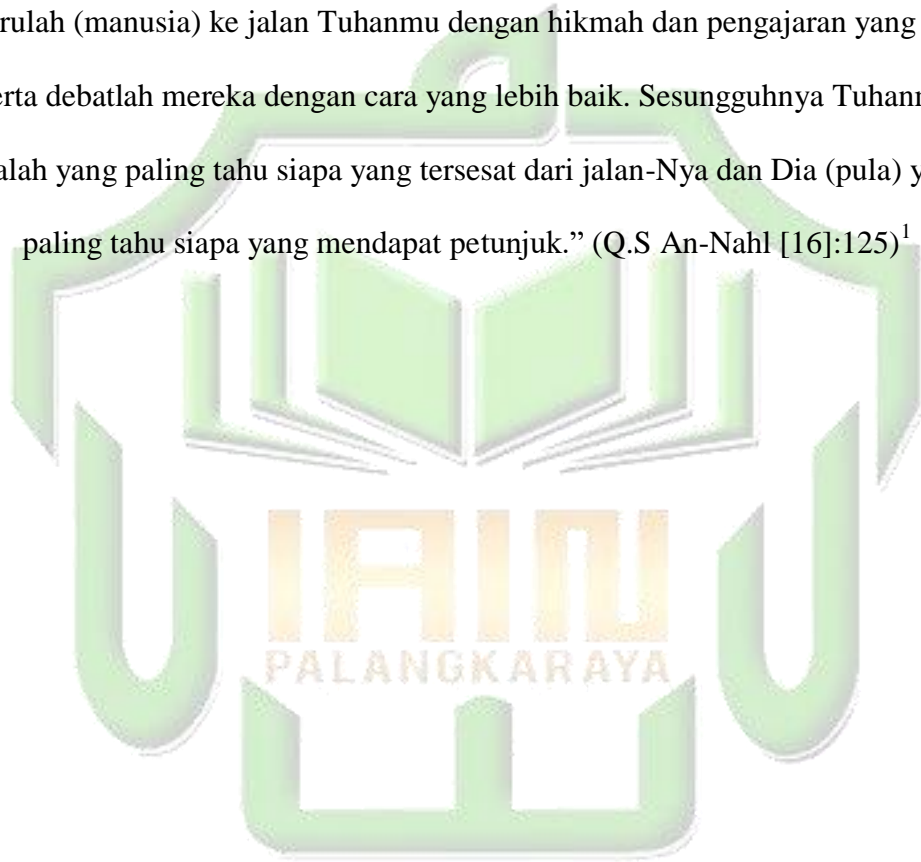 rulah (manusia) ke jalan Tuhanmu dengan hikmah dan pengajaran yang
erta debatlah mereka dengan cara yang lebih baik. Sesungguhnya Tuhan
alah yang paling tahu siapa yang tersesat dari jalan-Nya dan Dia (pula) y
paling tahu siapa yang mendapat petunjuk.” (Q.S An-Nahl [16]:125)1
IAIN
PALANGKARAYA